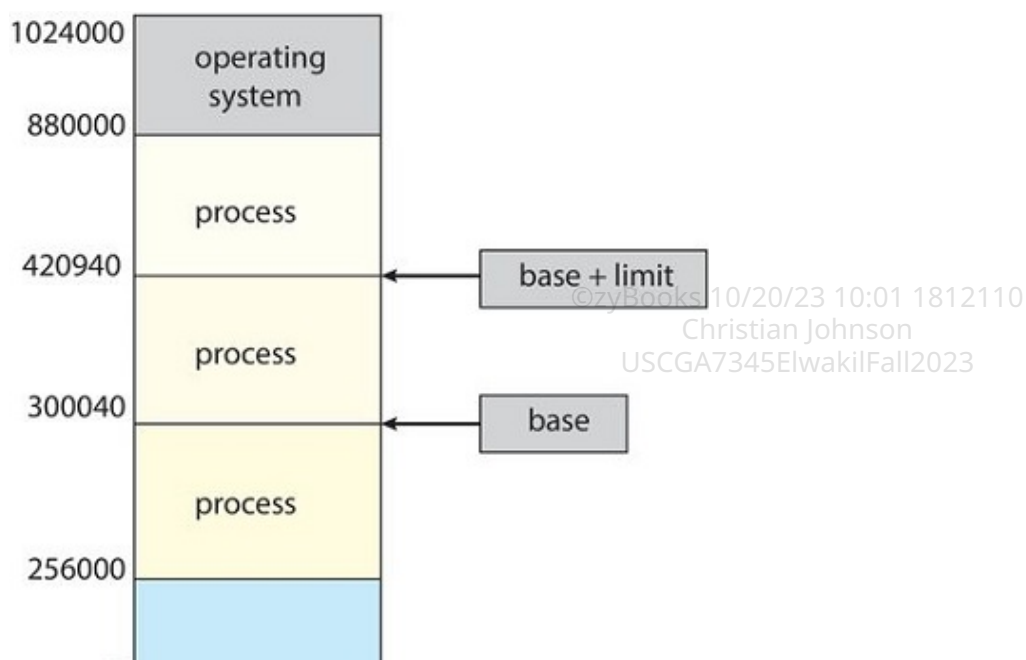 1024000
operating
system
880000
process
420940
base + limit
©zyBooks 10/20/23 10:01 1812110
Christian Johnson
USCGA7345ElwakilFall2023
process
300040
base
process
256000